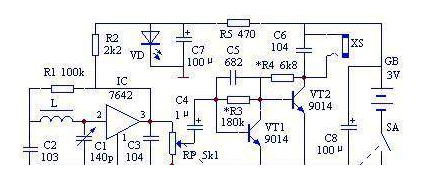 R5 470
R2
2k2
VD
C7
100μ
C5
682
C6
104
XS
GB
3V
*R4 6k8
R1 100k
IC
7642
L
2
3
1
C4
1μ
*R3
180k
VT2
9014
VT1
9014
SA
C2
103
C1
140p
C3
104
RP 5k1
C8
100μ